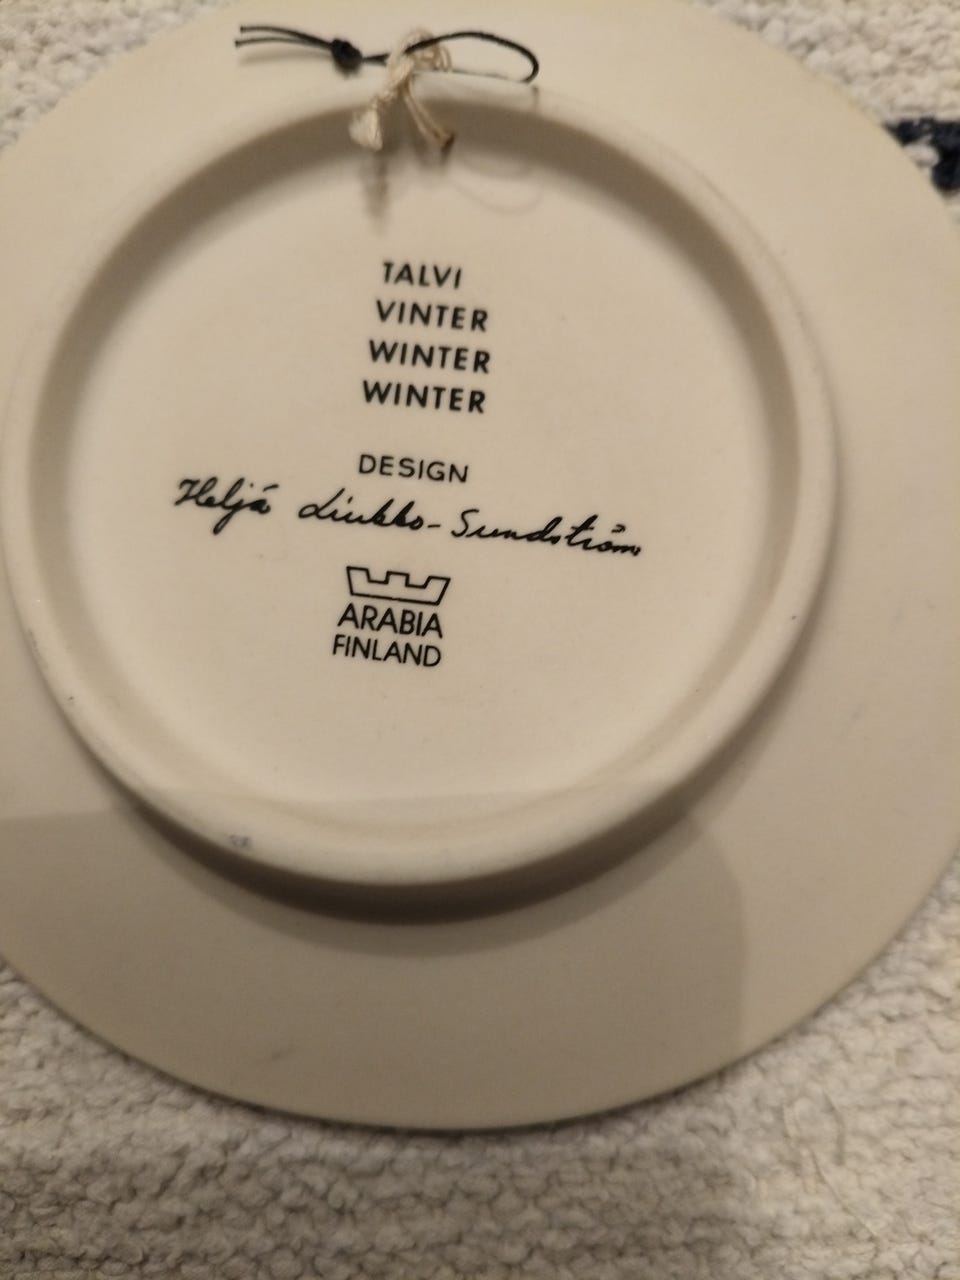 TALVI
VINTER
WINTER
WINTER
DESIGN
Heljä Liukko-Sundström
ARABIA
FINLAND